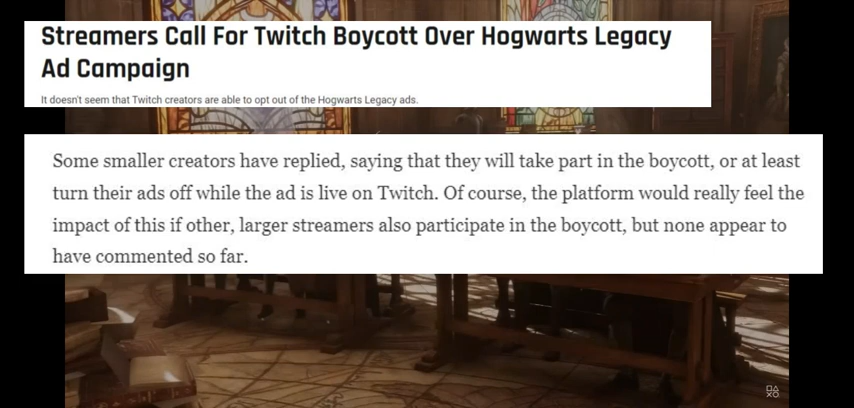 Streamers Call For Twitch Boycott Over Hogwarts Legacy
Ad Campaign
It doesn't seem that Twitch creators are able to opt out of the Hogwarts Legacy ads.
Some smaller creators have replied, saying that they will take part in the boycott, or at least
turn their ads off while the ad is live on Twitch. Of course, the platform would really feel the
impact of this if other, larger streamers also participate in the boycott, but none appear to
have commented so far.